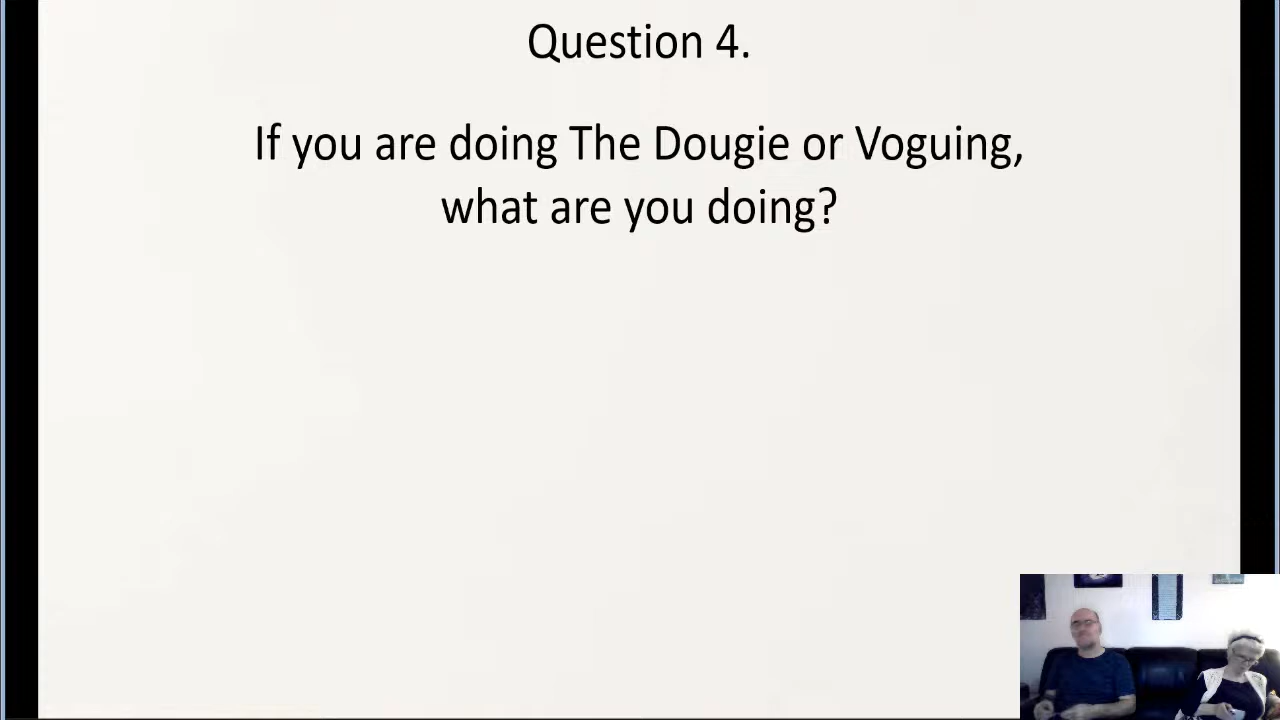 Question 4.
If you are doing The Dougie or Voguing,
what are you doing?